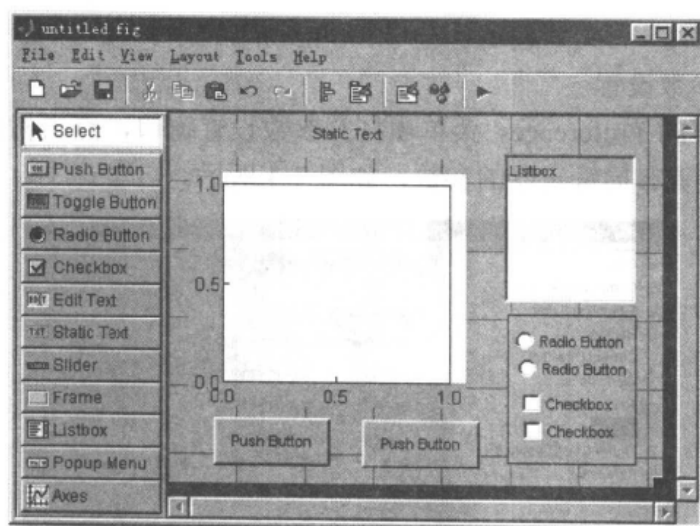 untitled.fig
File Edit View Layout Tools Help
Select
Push Button
Toggle Button
Radio Button
Checkbox
Edit Text
Static Text
Slider
Frame
Listbox
Popup Menu
Axes
Static Text
1.0
0.5
0.0
0.0 0.5 1.0
Push Button Push Button
Listbox
Radio Button
Radio Button
Checkbox
Checkbox